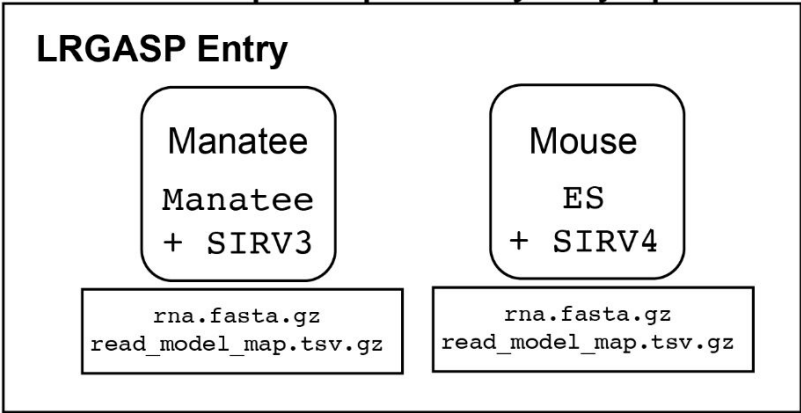 LRGASP Entry
Manatee
Manatee
+ SIRV3
rna.fasta.gz
read_model_map.tsv.gz
Mouse
ES
+ SIRV4
rna.fasta.gz
read_model_map.tsv.gz